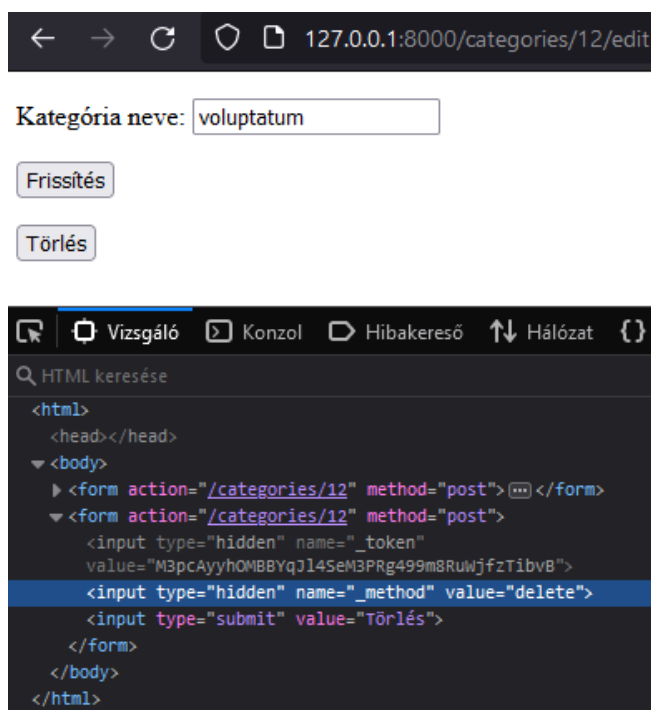 127.0.0.1:8000/categories/12/edit
Kategória neve: voluptatum
Frissítés
Törlés
Vizsgáló Konzol Hibakereső Hálózat {}
HTML keresése
<html>
<head></head>
<body>
<form action="/categories/12" method="post"></form>
<form action="/categories/12" method="post">
<input type="hidden" name="_token"
value="M3pcAyyhOMBBYqJl4SeM3PRg499m8RuWjfzTibvB">
<input type="hidden" name="_method" value="delete">
<input type="submit" value="Törlés">
</form>
</body>
</html>